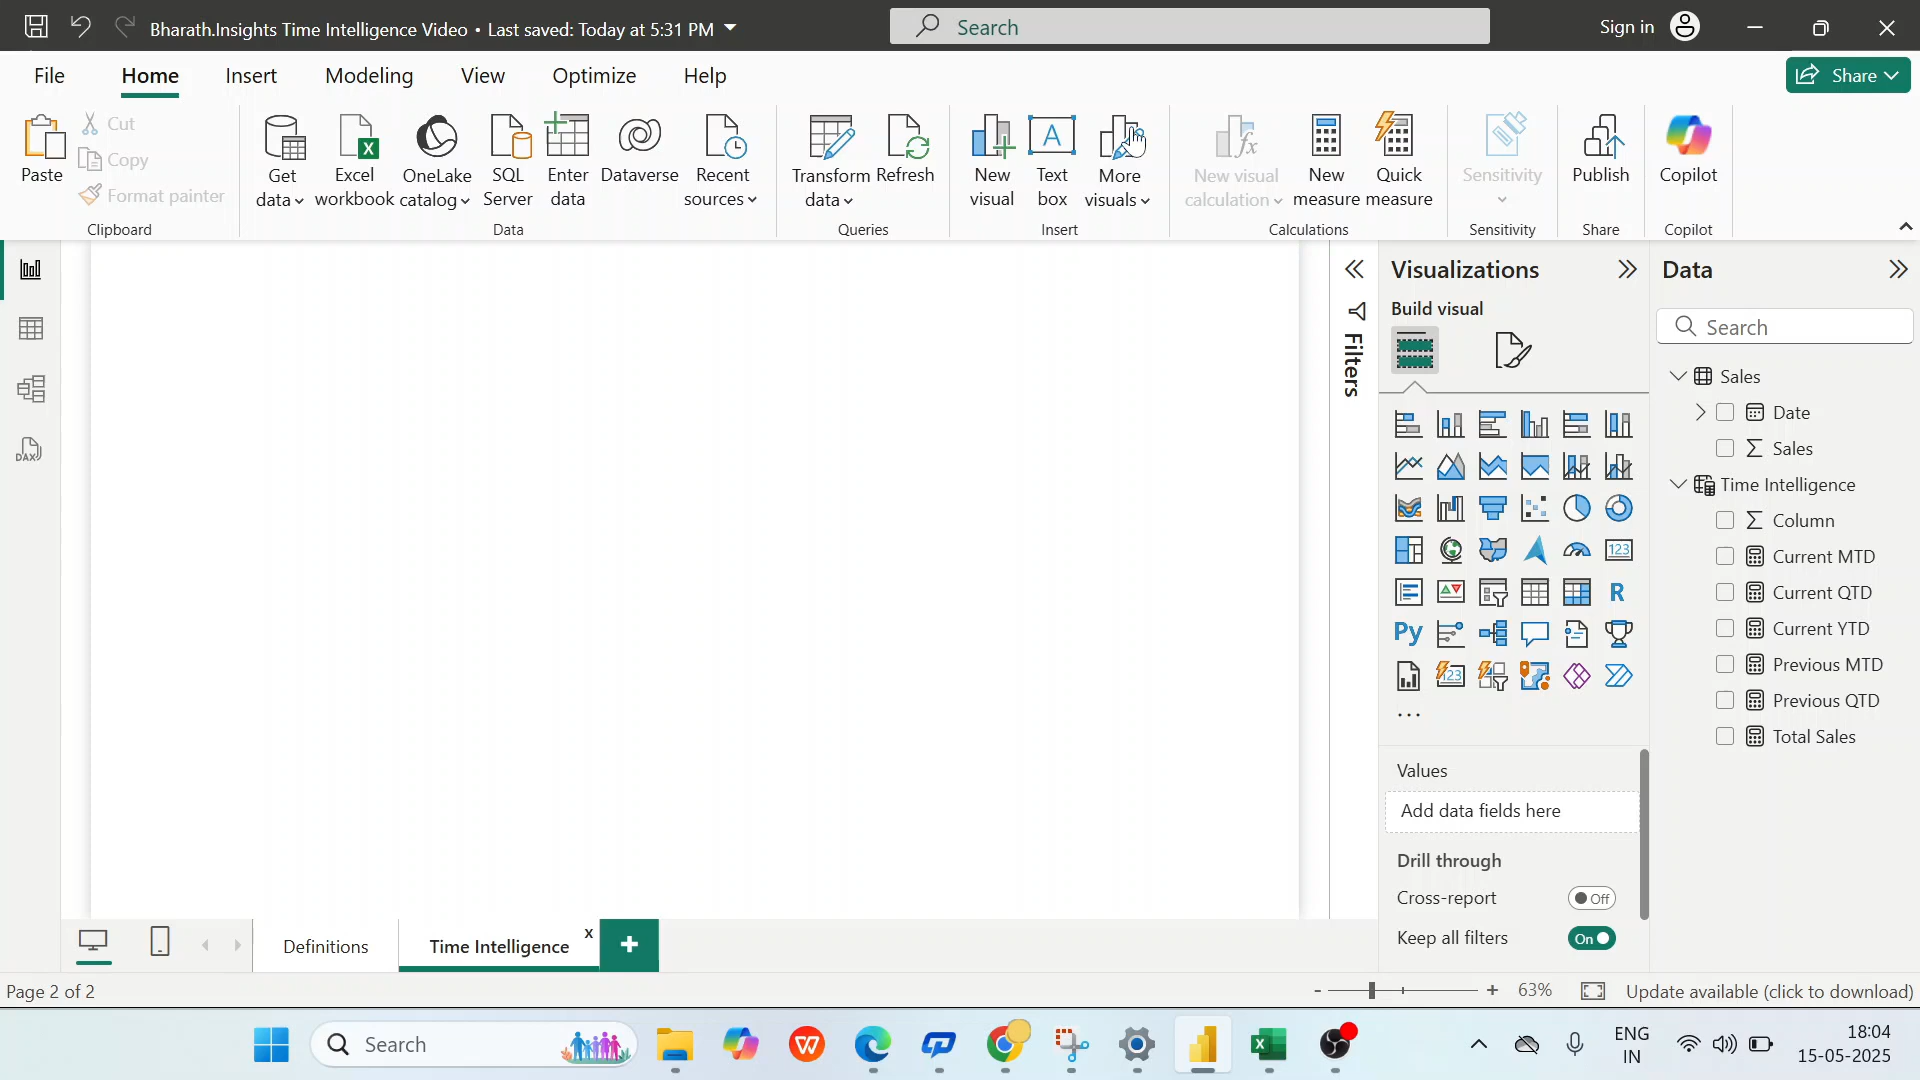 Bharath.Insights Time Intelligence Video • Last saved: Today at 5:31 PM
Search
Sign in
File
Home
Insert
Modeling
View
Optimize
Help
Share
Paste
Cut
Copy
Format painter
Clipboard
Get data
Excel workbook
OneLake catalog
SQL Server
Enter data
Dataverse
Recent sources
Data
Transform data
Refresh
Queries
New visual
Text box
More visuals
Insert
New visual calculation
New measure
Quick measure
Calculations
Sensitivity
Sensitivity
Publish
Share
Copilot
Copilot
DAX
Filters
Visualizations
Build visual
123
R
Py
123
...
Values
Add data fields here
Drill through
Cross-report
Off
Keep all filters
On
Data
Search
Sales
Date
Sales
Time Intelligence
Column
Current MTD
Current QTD
Current YTD
Previous MTD
Previous QTD
Total Sales
Definitions
Time Intelligence
x
+
Page 2 of 2
- + 63%
Update available (click to download)
Search
ENG
IN
18:04
15-05-2025